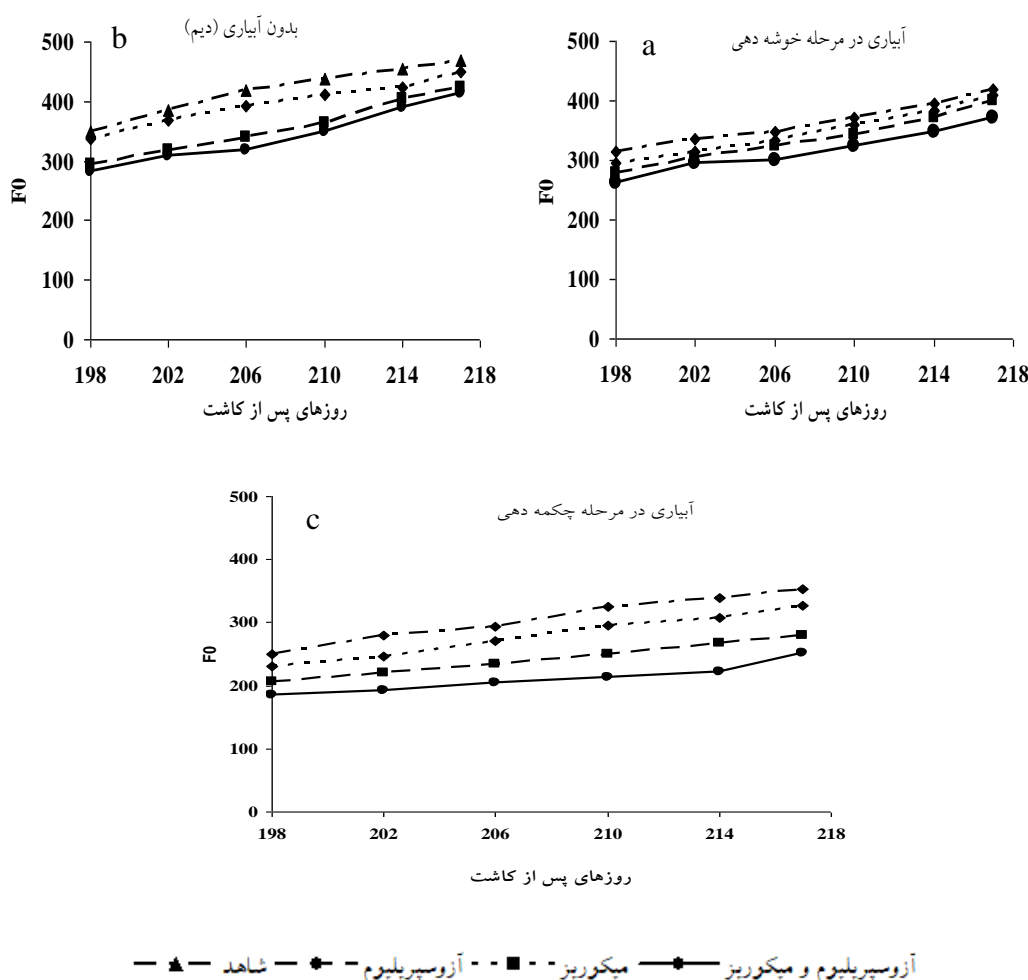 b
بدون آبیاری (دیم)
500
400
300
200
100
0
F0
198 202 206 210 214 218
روزهای پس از کاشت
a
آبیاری در مرحله خوشه دهی
500
400
300
200
100
0
F0
198 202 206 210 214 218
روزهای پس از کاشت
c
آبیاری در مرحله چکمه دهی
500
400
300
200
100
0
F0
198 202 206 210 214 218
روزهای پس از کاشت
شاهد آزوسپریلیوم میکوریز آزوسپریلیوم و میکوریز